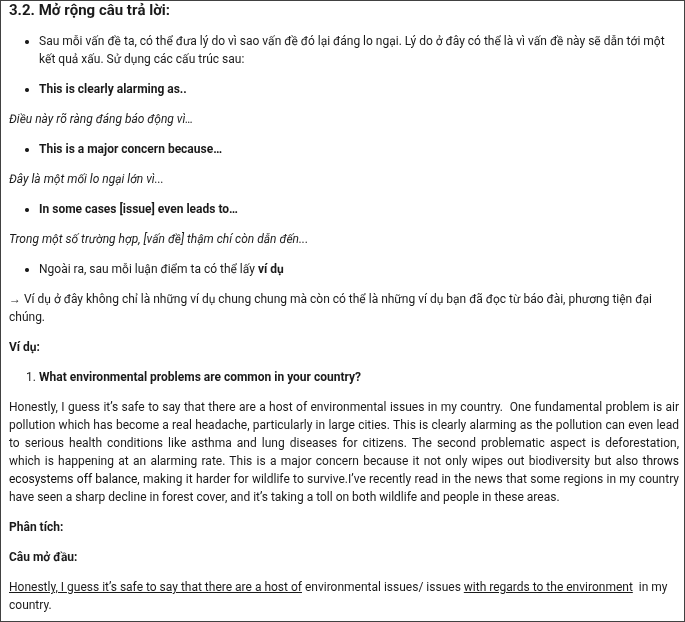 3.2. Mở rộng câu trả lời:
• Sau mỗi vấn đề ta, có thể đưa lý do vì sao vấn đề đó lại đáng lo ngại. Lý do ở đây có thể là vì vấn đề này sẽ dẫn tới một
kết quả xấu. Sử dụng các cấu trúc sau:
• This is clearly alarming as..
Điều này rõ ràng đáng báo động vì…
• This is a major concern because…
Đây là một mối lo ngại lớn vì...
• In some cases [issue] even leads to…
Trong một số trường hợp, [vấn đề] thậm chí còn dẫn đến...
• Ngoài ra, sau mỗi luận điểm ta có thể lấy ví dụ
→ Ví dụ ở đây không chỉ là những ví dụ chung chung mà còn có thể là những ví dụ bạn đã đọc từ báo đài, phương tiện đại
chúng.
Ví dụ:
1. What environmental problems are common in your country?
Honestly, I guess it’s safe to say that there are a host of environmental issues in my country. One fundamental problem is air
pollution which has become a real headache, particularly in large cities. This is clearly alarming as the pollution can even lead
to serious health conditions like asthma and lung diseases for citizens. The second problematic aspect is deforestation,
which is happening at an alarming rate. This is a major concern because it not only wipes out biodiversity but also throws
ecosystems off balance, making it harder for wildlife to survive.I’ve recently read in the news that some regions in my country
have seen a sharp decline in forest cover, and it’s taking a toll on both wildlife and people in these areas.
Phân tích:
Câu mở đầu:
Honestly, I guess it’s safe to say that there are a host of environmental issues/ issues with regards to the environment in my
country.